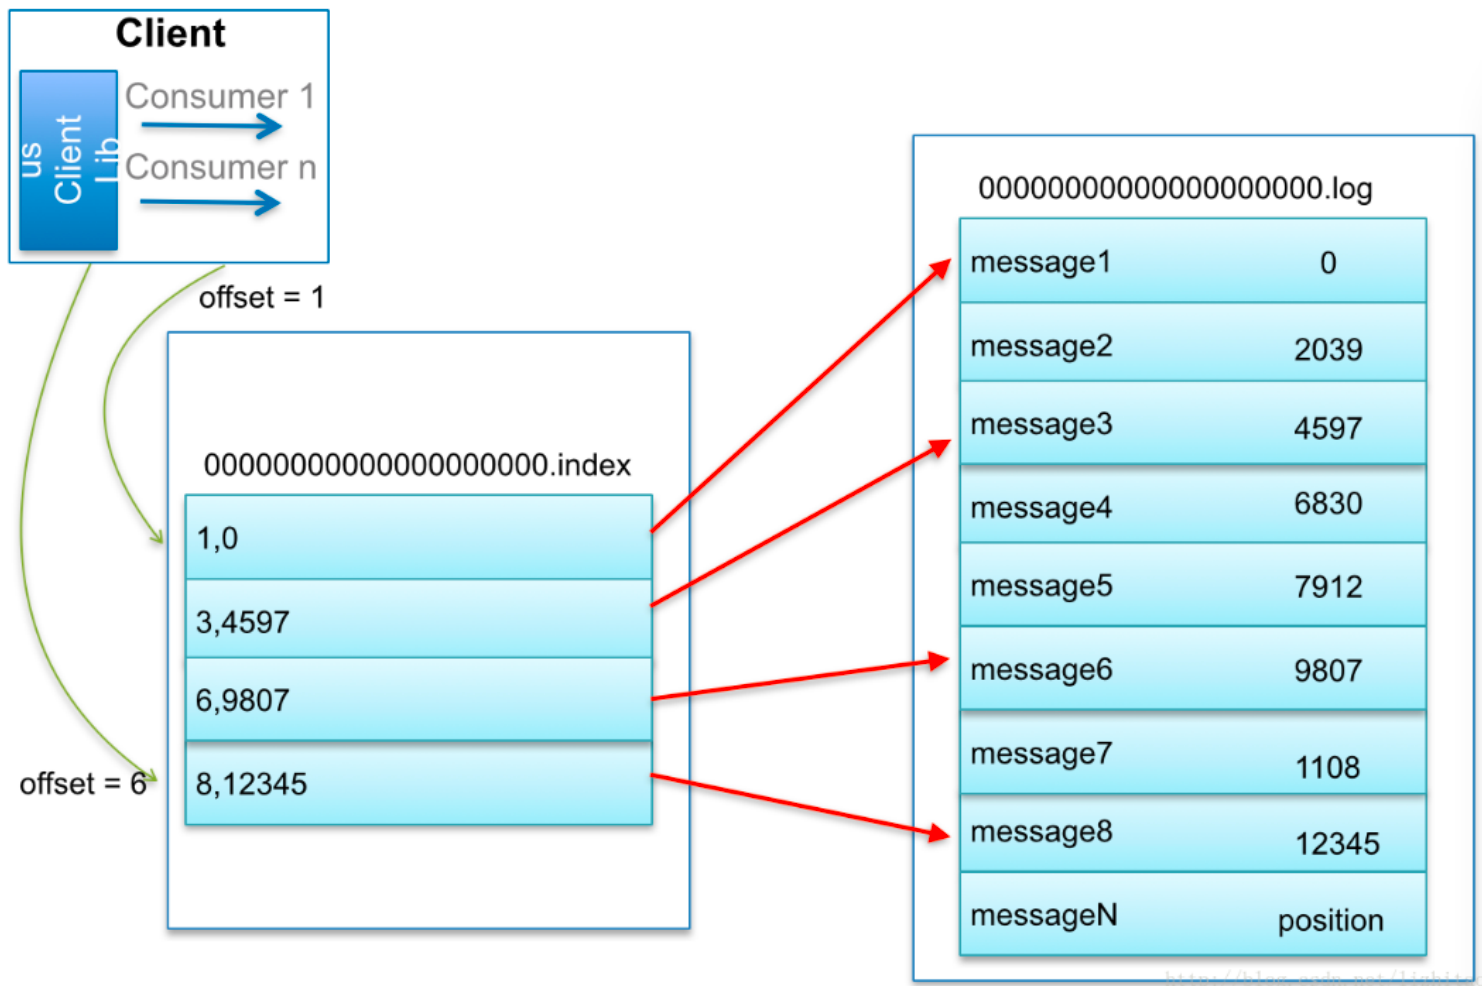 Client
us
Client
Lib
Consumer 1
Consumer n
offset = 1
offset = 6
00000000000000000000.index
1,0
3,4597
6,9807
8,12345
00000000000000000000.log
message1 0
message2 2039
message3 4597
message4 6830
message5 7912
message6 9807
message7 1108
message8 12345
messageN position